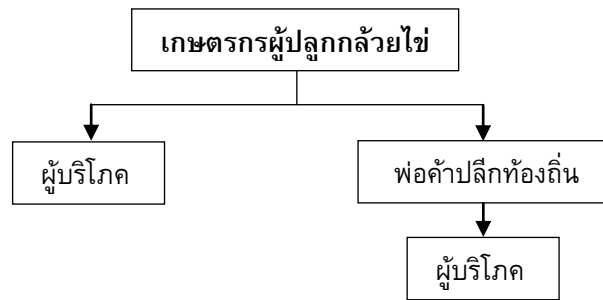 เกษตรกรผู้ปลูกกล้วยไข่
ผู้บริโภค
พ่อค้าปลีกท้องถิ่น
ผู้บริโภค